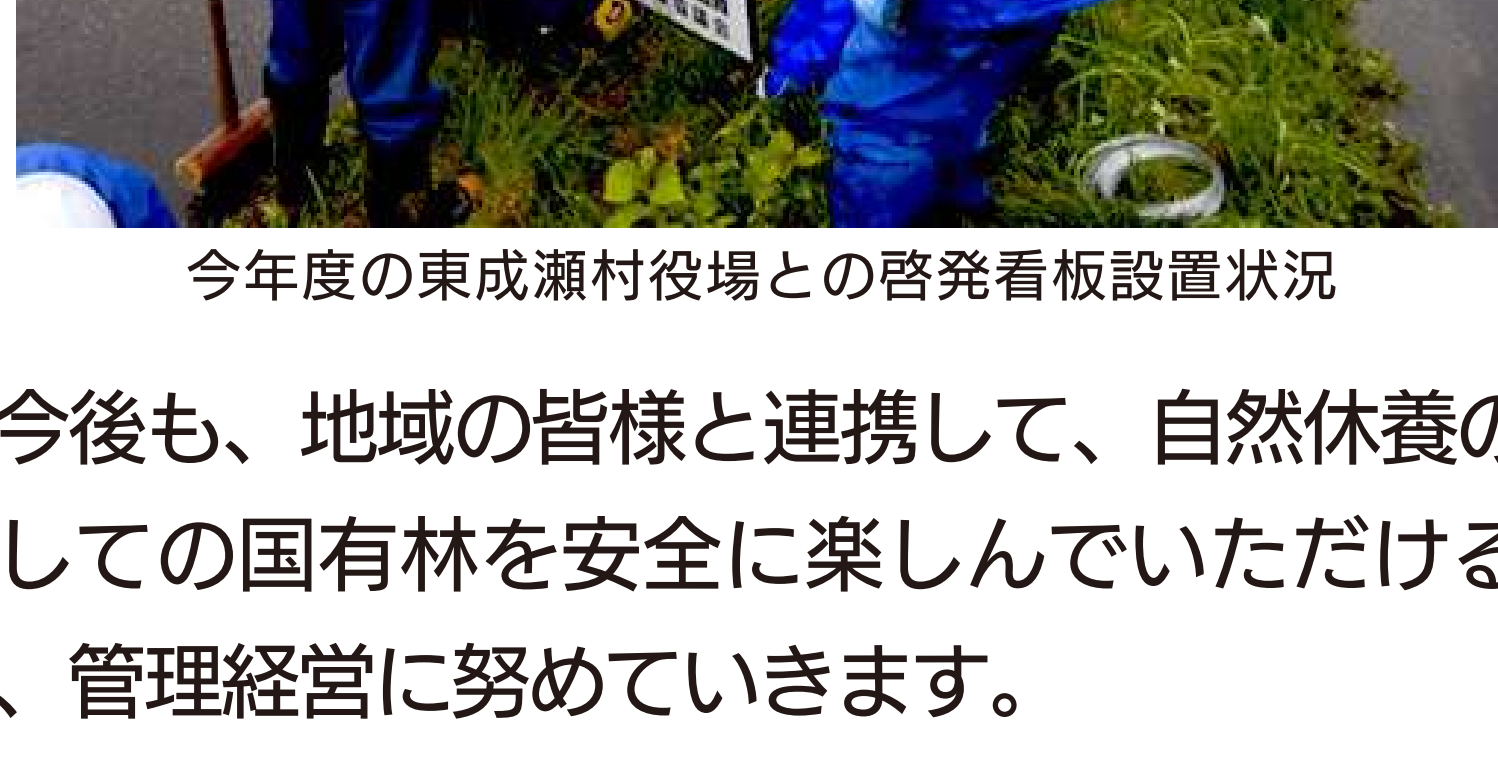 今年度の東成瀬村役場との啓発看板設置状況
今後も、地域の皆様と連携して、自然休養の
しての国有林を安全に楽しんでいただける
、管理経営に努めていきます。